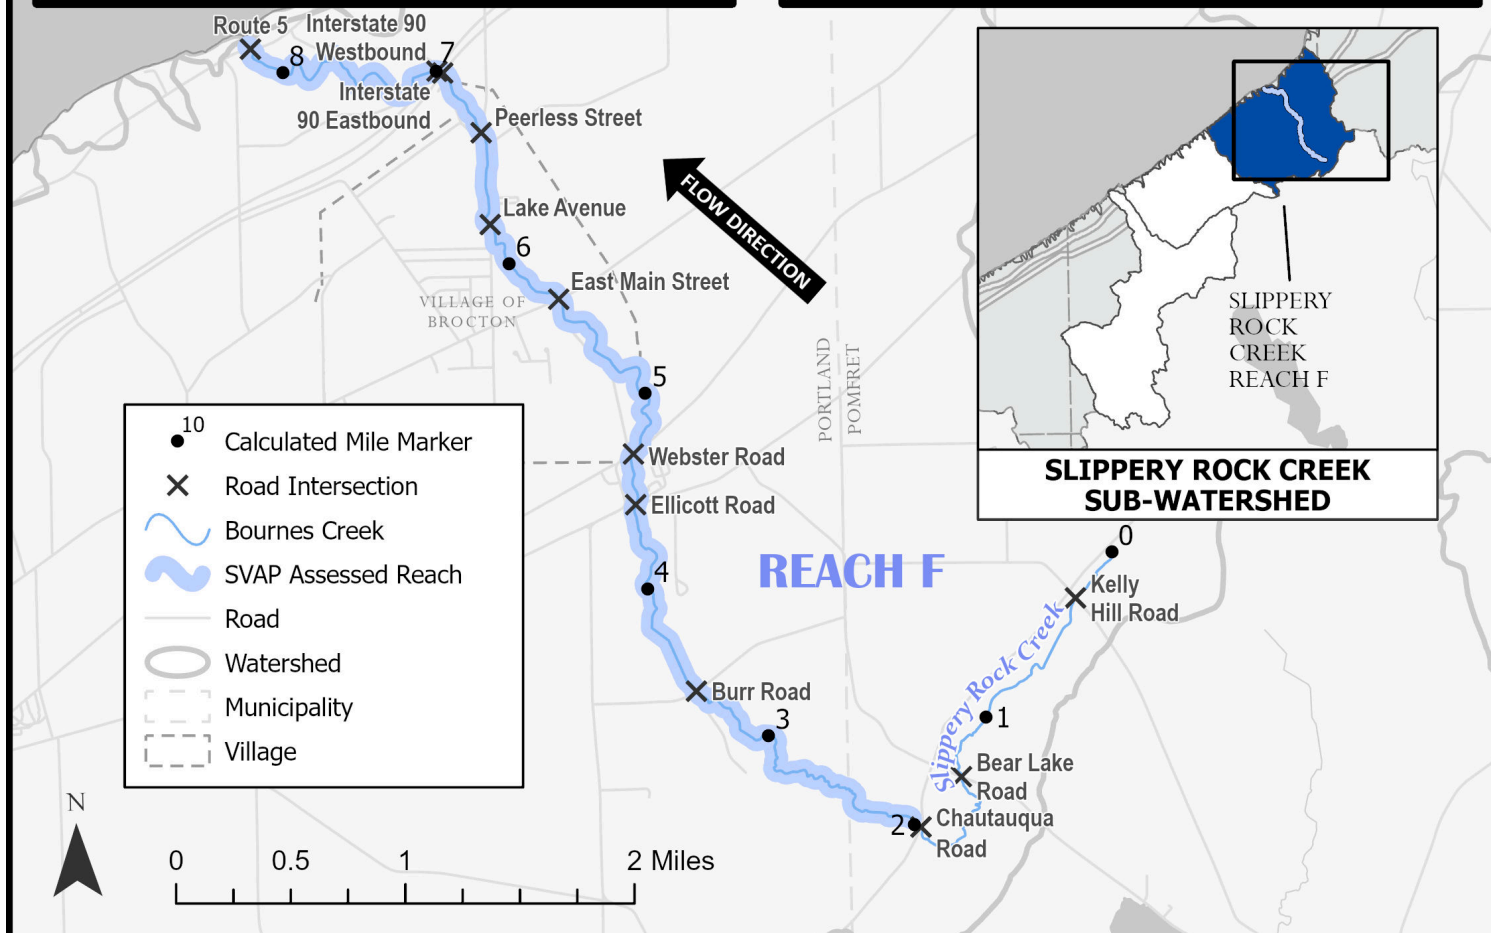 Route 5
Interstate 90
Westbound
8
7
Interstate
90 Eastbound
Peerless Street
FLOW DIRECTION
Lake Avenue
6
East Main Street
VILLAGE OF
BROCTON
5
PORTLAND
POMFRET
Webster Road
Ellicott Road
4
REACH F
0
Kelly
Hill Road
Slippery Rock Creek
1
Burr Road
3
Bear Lake
Road
2
Chautauqua
Road
SLIPPERY
ROCK
CREEK
REACH F
SLIPPERY ROCK CREEK
SUB-WATERSHED
10
Calculated Mile Marker
Road Intersection
Bournes Creek
SVAP Assessed Reach
Road
Watershed
Municipality
Village
N
0 0.5 1 2 Miles